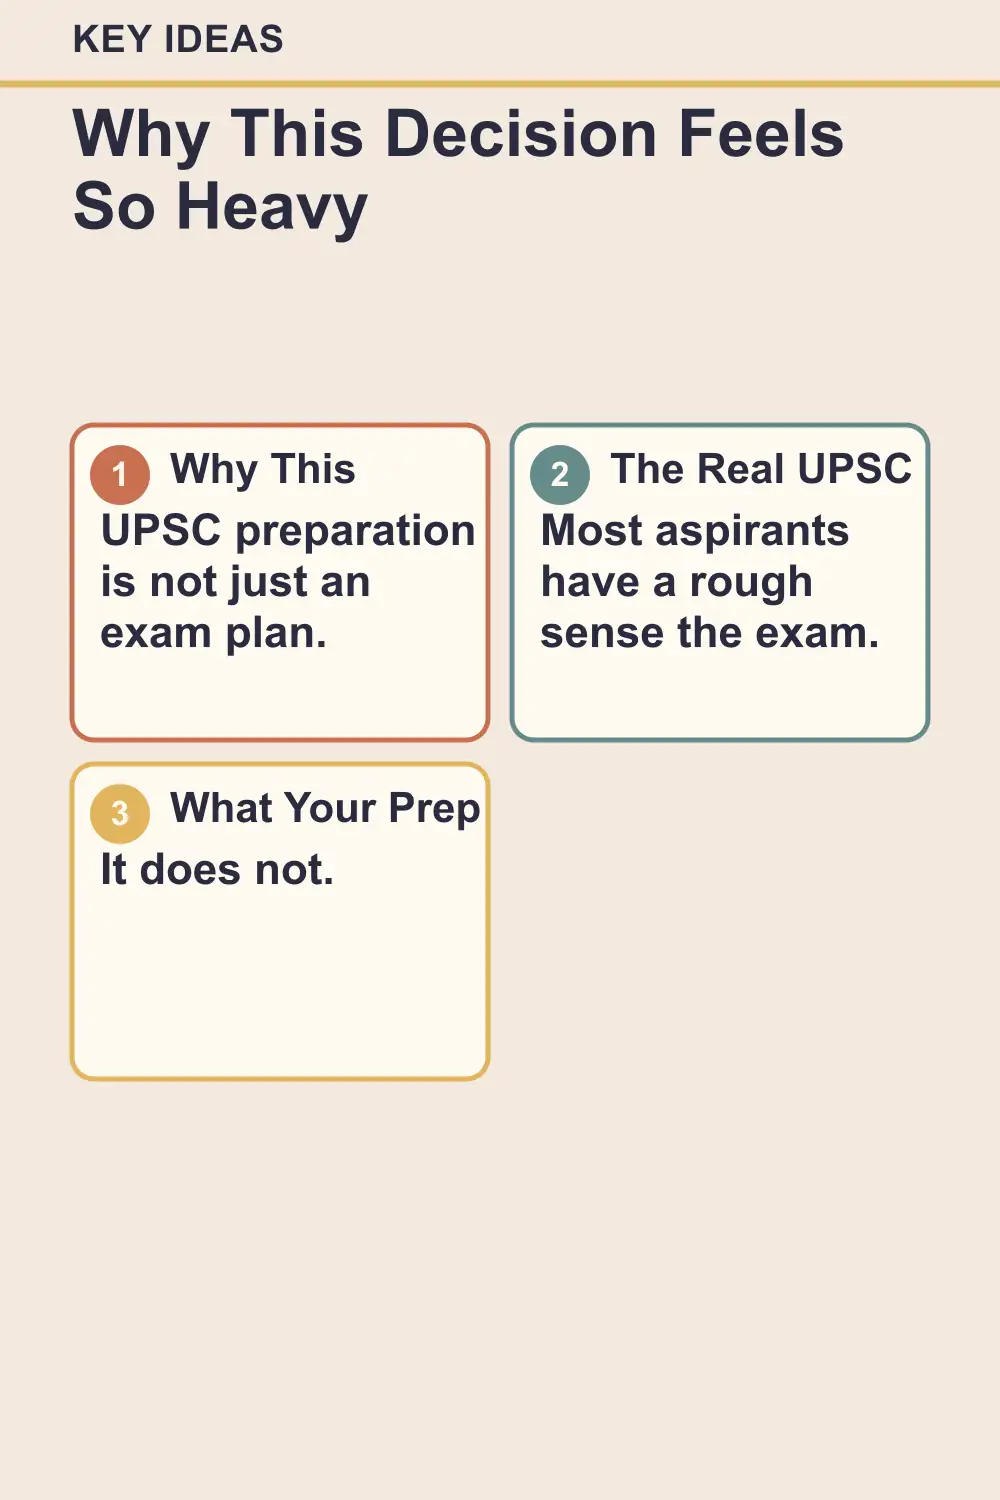 KEY IDEAS
Why This Decision Feels
So Heavy
1 Why This
UPSC preparation
is not just an
exam plan.
2 The Real UPSC
Most aspirants
have a rough
sense the exam.
3 What Your Prep
It does not.